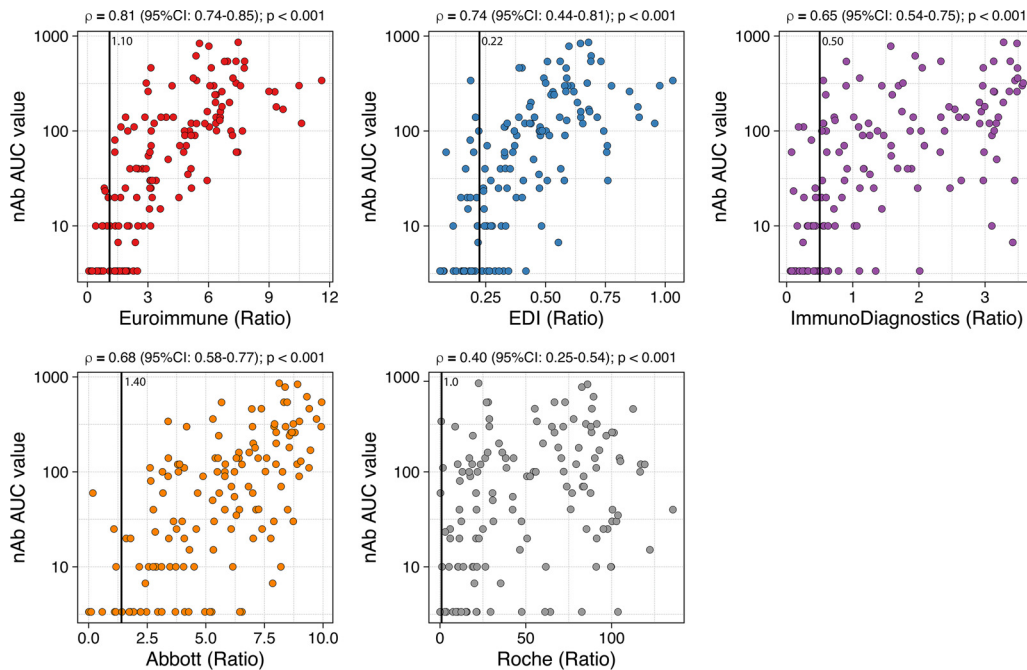 ρ = 0.81 (95%CI: 0.74-0.85); p < 0.001
1.10
1000
100
10
nAb AUC value
0 3 6 9 12
Euroimmune (Ratio)
ρ = 0.74 (95%CI: 0.44-0.81); p < 0.001
0.22
1000
100
10
nAb AUC value
0.25 0.50 0.75 1.00
EDI (Ratio)
ρ = 0.65 (95%CI: 0.54-0.75); p < 0.001
0.50
1000
100
10
nAb AUC value
0 1 2 3
ImmunoDiagnostics (Ratio)
ρ = 0.68 (95%CI: 0.58-0.77); p < 0.001
1.40
1000
100
10
nAb AUC value
0.0 2.5 5.0 7.5 10.0
Abbott (Ratio)
ρ = 0.40 (95%CI: 0.25-0.54); p < 0.001
1.0
1000
100
10
nAb AUC value
0 50 100
Roche (Ratio)